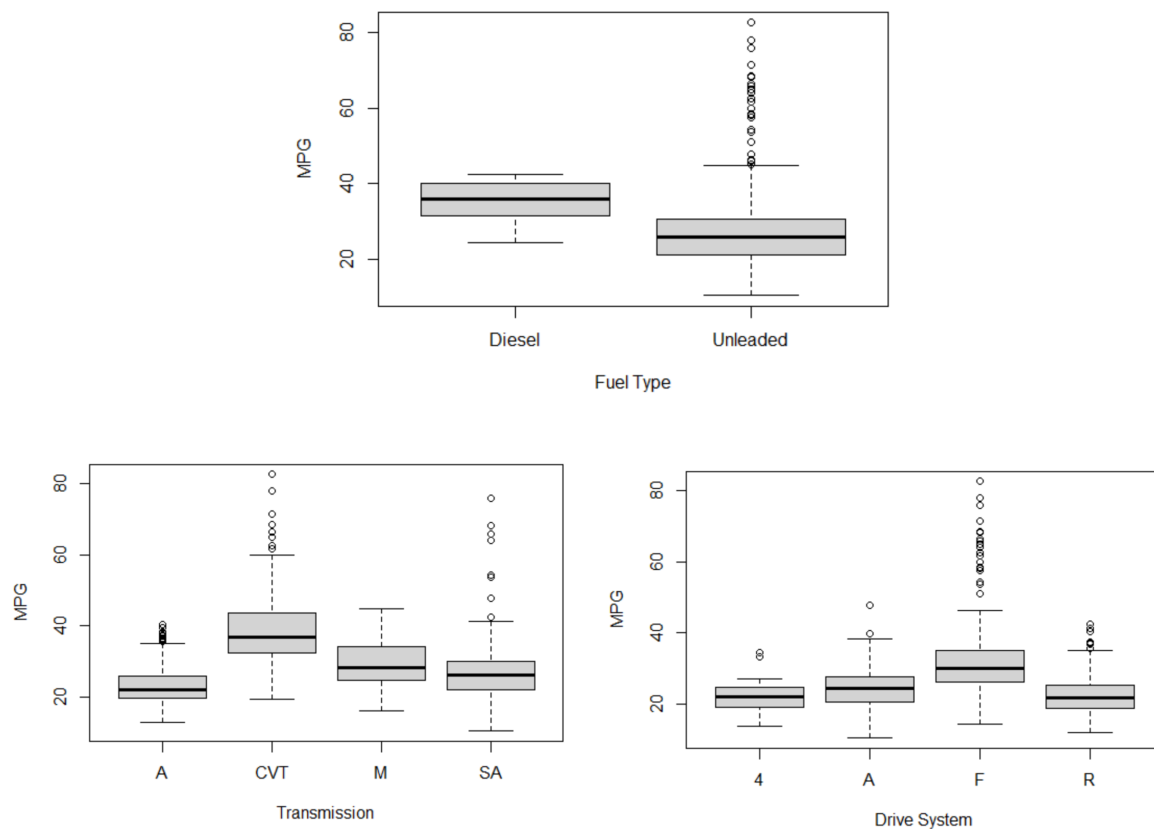 80
60
40
20
MPG
Diesel Unleaded
Fuel Type
80
60
40
20
MPG
A CVT M SA
Transmission
80
60
40
20
MPG
4 A F R
Drive System